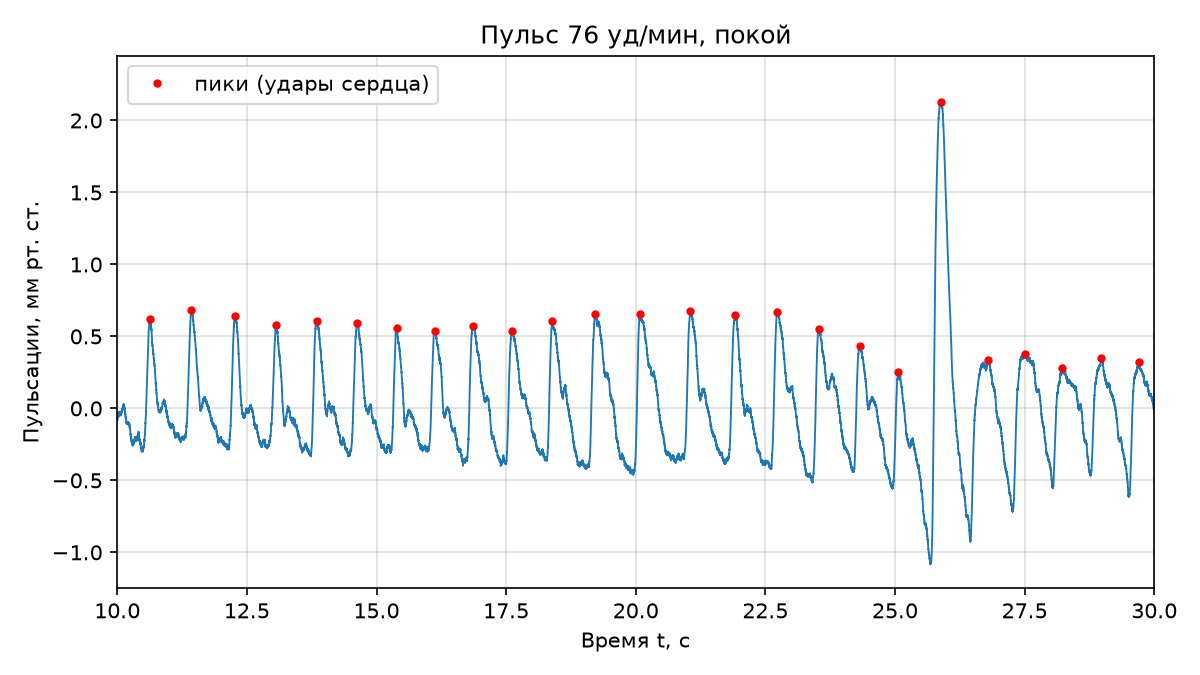 Пульс 76 уд/мин, покой
пики (удары сердца)
Пульсации, мм рт. ст.
2.0
1.5
1.0
0.5
0.0
−0.5
−1.0
10.0 12.5 15.0 17.5 20.0 22.5 25.0 27.5 30.0
Время t, с